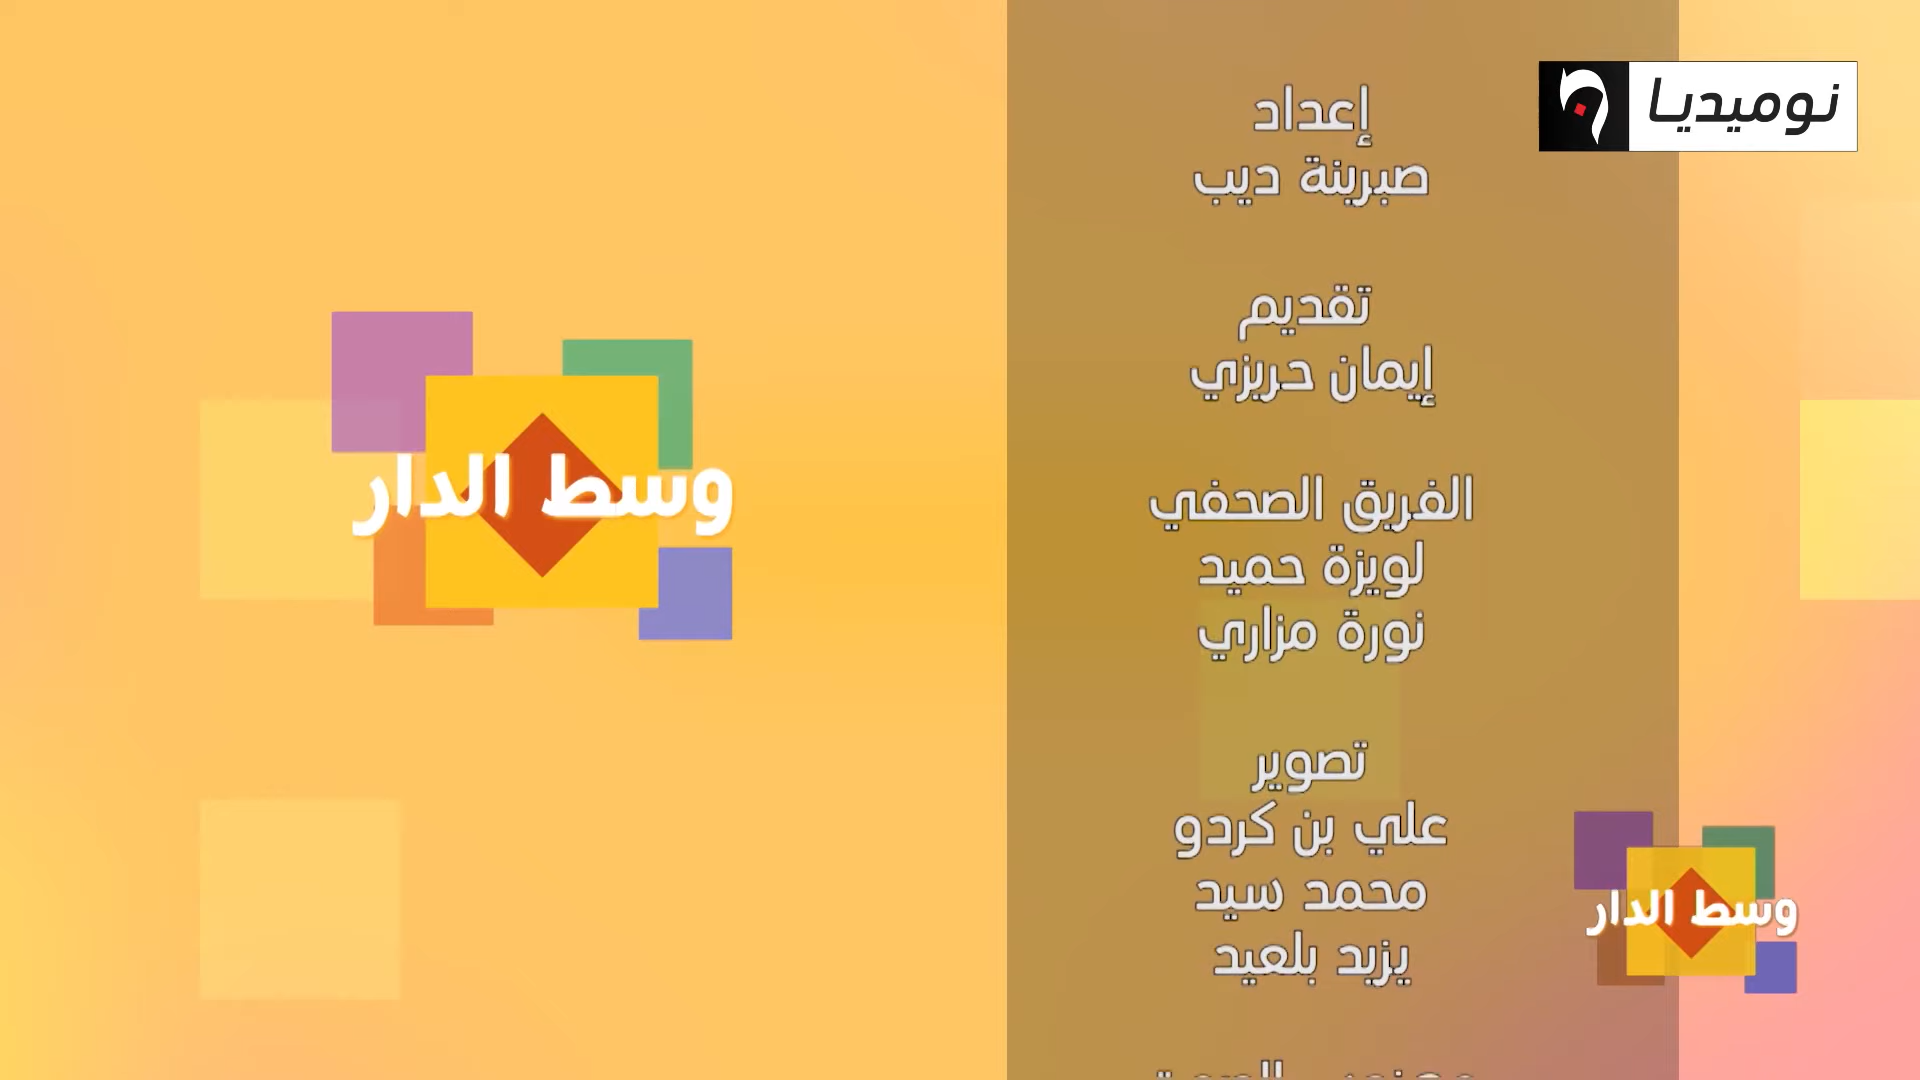 نوميديا
إعداد
صبرينة ديب
تقديم
إيمان حريزي
الفريق الصحفي
لويزة حميد
نورة مزاري
تصوير
علي بن كردو
محمد سيد
يزيد بلعيد
وسط الدار
وسط الدار